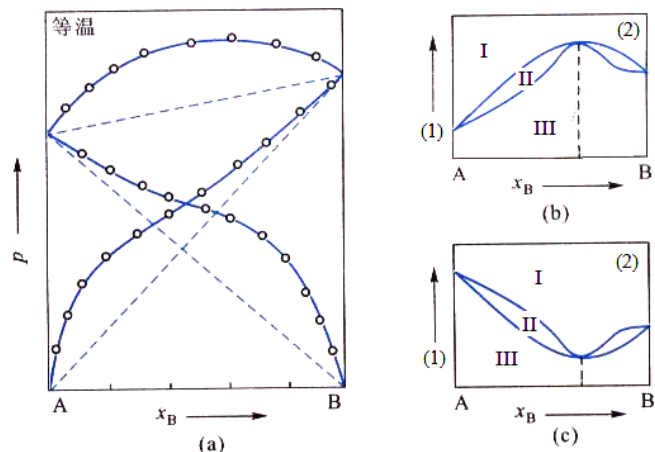 等温
p
A
B
x_B
(a)
I
(2)
II
(1)
III
A
B
x_B
(b)
I
(2)
II
(1)
III
A
B
x_B
(c)